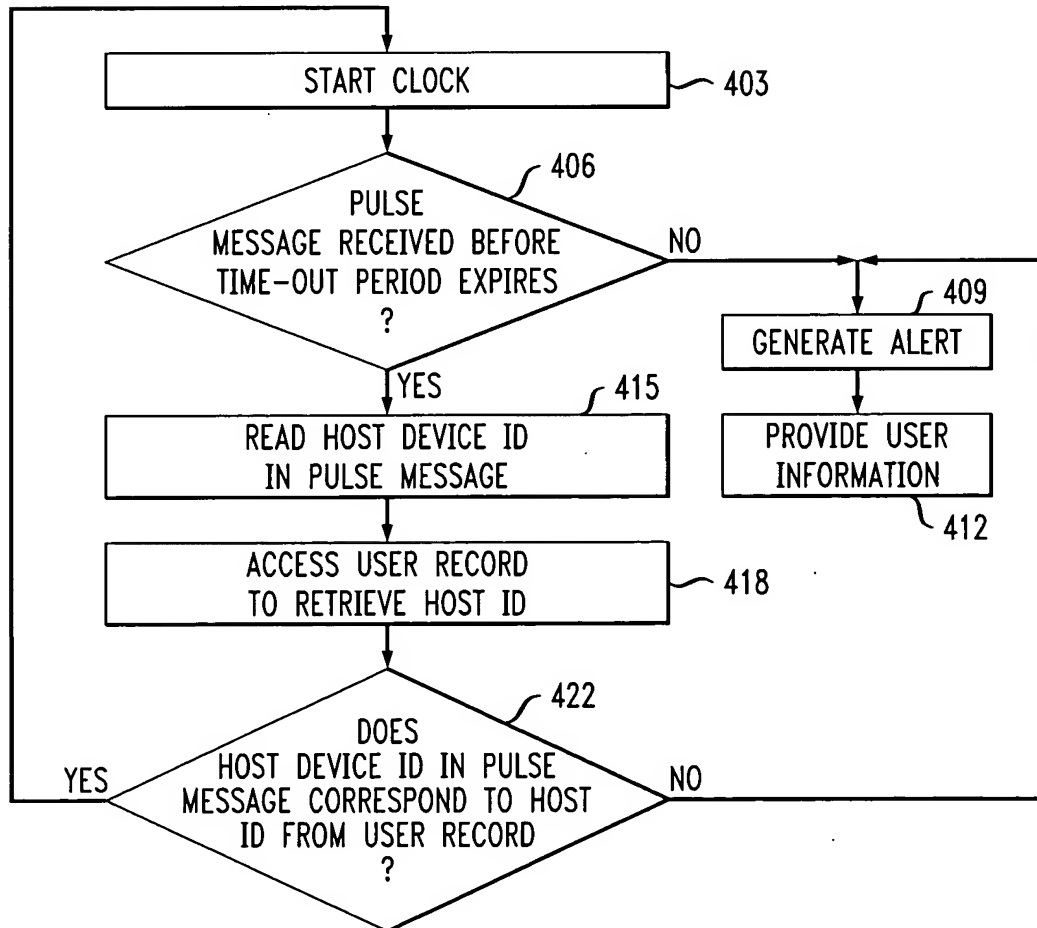 START CLOCK
403
406
PULSE
MESSAGE RECEIVED BEFORE
TIME-OUT PERIOD EXPIRES
?
NO
409
GENERATE ALERT
YES
415
READ HOST DEVICE ID
IN PULSE MESSAGE
PROVIDE USER
INFORMATION
412
ACCESS USER RECORD
TO RETRIEVE HOST ID
418
422
DOES
HOST DEVICE ID IN PULSE
MESSAGE CORRESPOND TO HOST
ID FROM USER RECORD
?
YES
NO